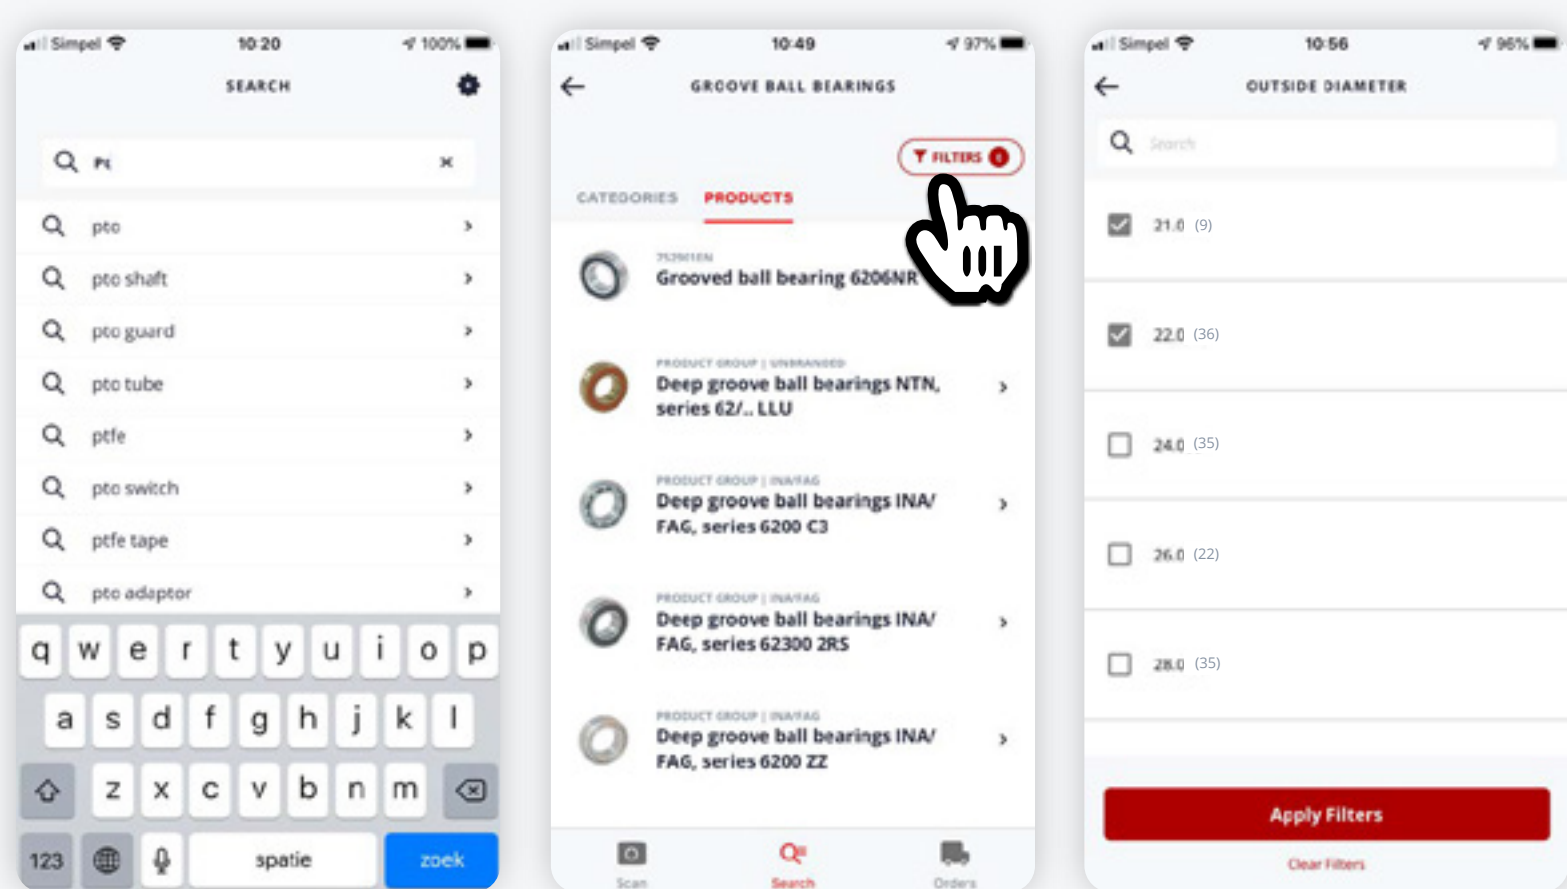 Simpel 10:20 100%
SEARCH
pto
pto shaft
pto guard
pto tube
ptfe
pto switch
ptfe tape
pto adaptor
q w e r t y u i o p
a s d f g h j k l
z x c v b n m
123 spatie zoek
Simpel 10:49 97%
GROOVE BALL BEARINGS
FILTERS
CATEGORIES PRODUCTS
Grooved ball bearing 6206NR
PRODUCT GROUP | UNBRANDED
Deep groove ball bearings NTN,
series 62/.. LLU
PRODUCT GROUP | INA/FAG
Deep groove ball bearings INA/
FAG, series 6200 C3
PRODUCT GROUP | INA/FAG
Deep groove ball bearings INA/
FAG, series 62300 2RS
PRODUCT GROUP | INA/FAG
Deep groove ball bearings INA/
FAG, series 6200 ZZ
Scan Search Orders
Simpel 10:56 96%
OUTSIDE DIAMETER
Search
21.0 (9)
22.0 (36)
24.0 (35)
26.0 (22)
28.0 (35)
Apply Filters
Clear Filters